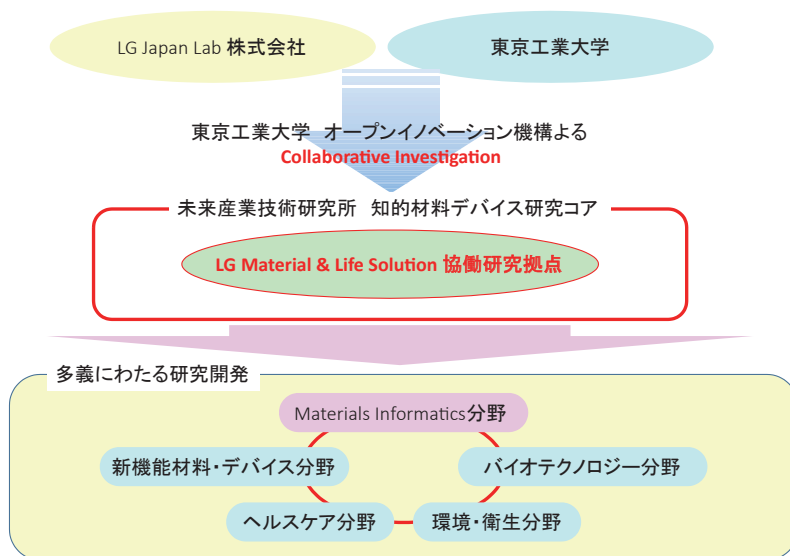 LG Japan Lab 株式会社
東京工業大学
東京工業大学 オープンイノベーション機構よる
Collaborative Investigation
未来産業技術研究所 知的材料デバイス研究コア
LG Material & Life Solution 協働研究拠点
多義にわたる研究開発
Materials Informatics分野
新機能材料・デバイス分野
バイオテクノロジー分野
ヘルスケア分野
環境・衛生分野